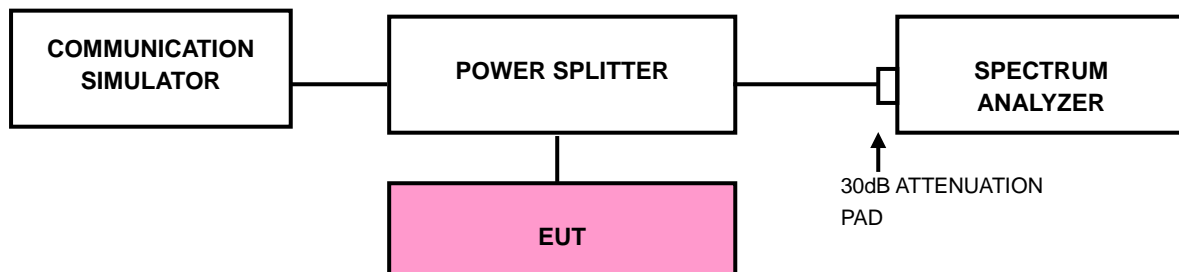 COMMUNICATION
SIMULATOR
POWER SPLITTER
SPECTRUM
ANALYZER
30dB ATTENUATION
PAD
EUT